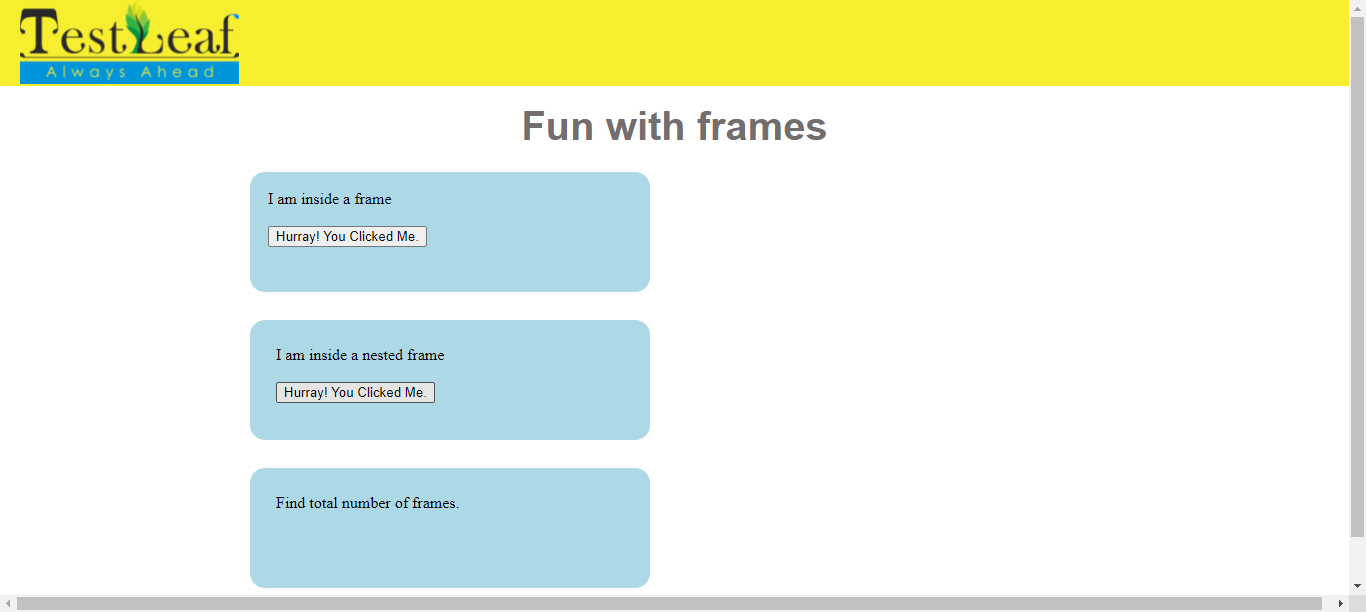 TestLeaf
Always Ahead
Fun with frames
I am inside a frame
Hurray! You Clicked Me.
I am inside a nested frame
Hurray! You Clicked Me.
Find total number of frames.